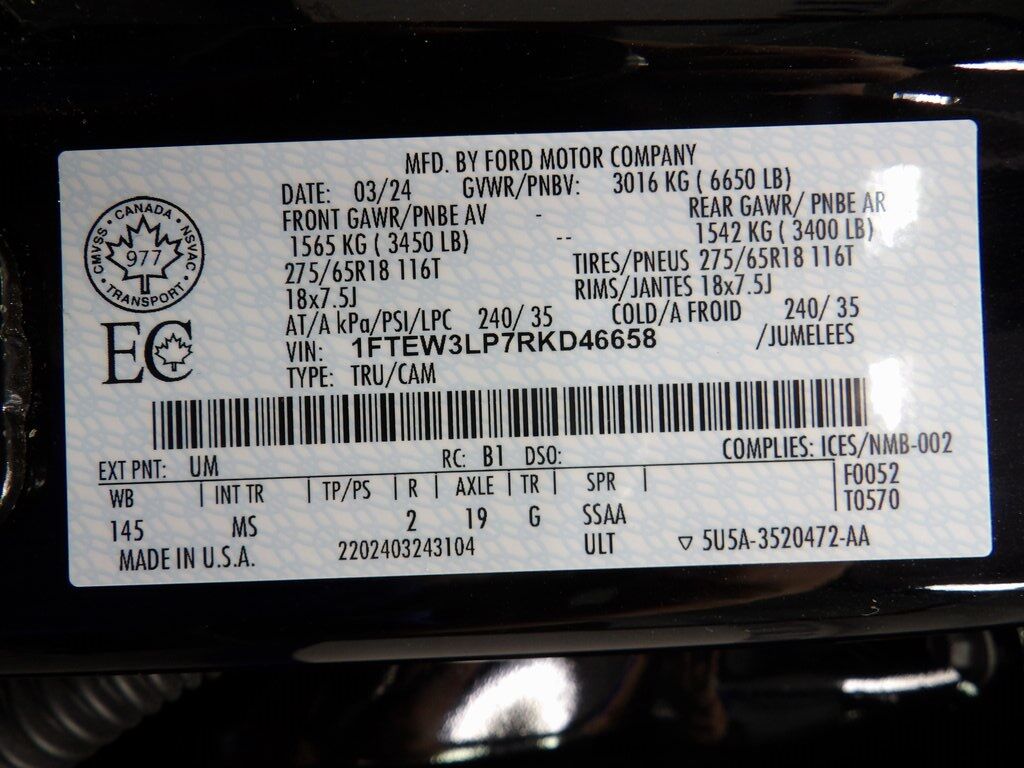 MFD. BY FORD MOTOR COMPANY
DATE: 03/24 GVWR/PNBV: 3016 KG ( 6650 LB)
FRONT GAWR/PNBE AV - REAR GAWR/ PNBE AR
1565 KG ( 3450 LB) -- 1542 KG ( 3400 LB)
275/65R18 116T TIRES/PNEUS 275/65R18 116T
18x7.5J RIMS/JANTES 18x7.5J
AT/A kPa/PSI/LPC 240/ 35 COLD/A FROID 240/ 35
VIN: 1FTEW3LP7RKD46658 /JUMELEES
TYPE: TRU/CAM
CANADA
CMVSS 977 NSVAC
TRANSPORT
EC
EXT PNT: UM RC: B1 DSO: COMPLIES: ICES/NMB-002
WB | INT TR | TP/PS | R | AXLE | TR | SPR | F0052
T0570
145 MS 2 19 G SSAA
MADE IN U.S.A. 2202403243104 ULT ▽ 5U5A-3520472-AA